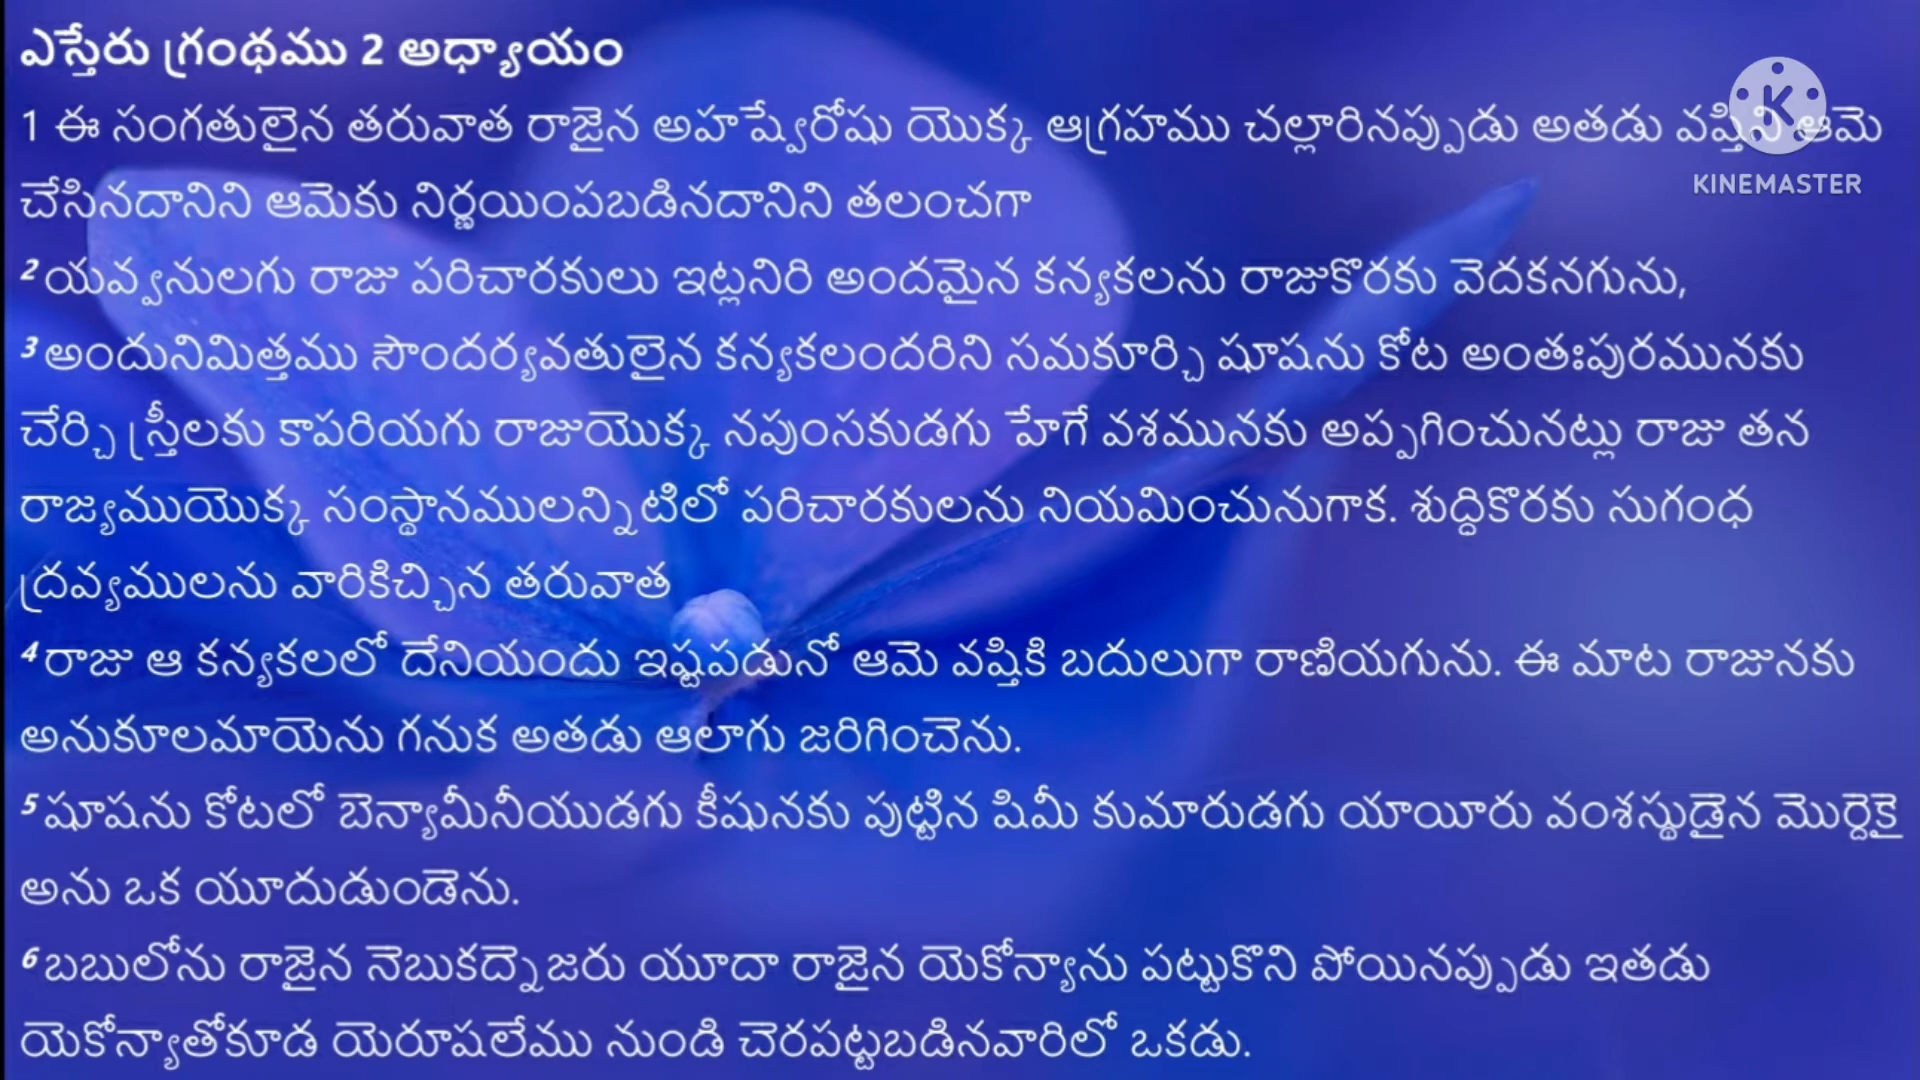 ఎస్తేరు గ్రంథము 2 అధ్యాయం
1 ఈ సంగతులైన తరువాత రాజైన అహష్వేరోషు యొక్క ఆగ్రహము చల్లారినప్పుడు అతడు వష్తిని ఆమె
చేసినదానిని ఆమెకు నిర్ణయింపబడినదానిని తలంచగా
2 యవ్వనులగు రాజు పరిచారకులు ఇట్లనిరి అందమైన కన్యకలను రాజుకొరకు వెదకనగును,
3 అందునిమిత్తము సౌందర్యవతులైన కన్యకలందరిని సమకూర్చి షూషను కోట అంతఃపురమునకు
చేర్చి స్త్రీలకు కాపరియగు రాజుయొక్క నపుంసకుడగు హేగే వశమునకు అప్పగించునట్లు రాజు తన
రాజ్యముయొక్క సంస్థానములన్నిటిలో పరిచారకులను నియమించునుగాక. శుద్ధికొరకు సుగంధ
ద్రవ్యములను వారికిచ్చిన తరువాత
4 రాజు ఆ కన్యకలలో దేనియందు ఇష్టపడునో ఆమె వష్తికి బదులుగా రాణియగును. ఈ మాట రాజునకు
అనుకూలమాయెను గనుక అతడు ఆలాగు జరిగించెను.
5 షూషను కోటలో బెన్యామీనీయుడగు కీషునకు పుట్టిన షిమీ కుమారుడగు యాయీరు వంశస్థుడైన మొర్దెకై
అను ఒక యూదుడుండెను.
6 బబులోను రాజైన నెబుకద్నెజరు యూదా రాజైన యెకోన్యాను పట్టుకొని పోయినప్పుడు ఇతడు
యెకోన్యాతోకూడ యెరూషలేము నుండి చెరపట్టబడినవారిలో ఒకడు.
K
KINEMASTER